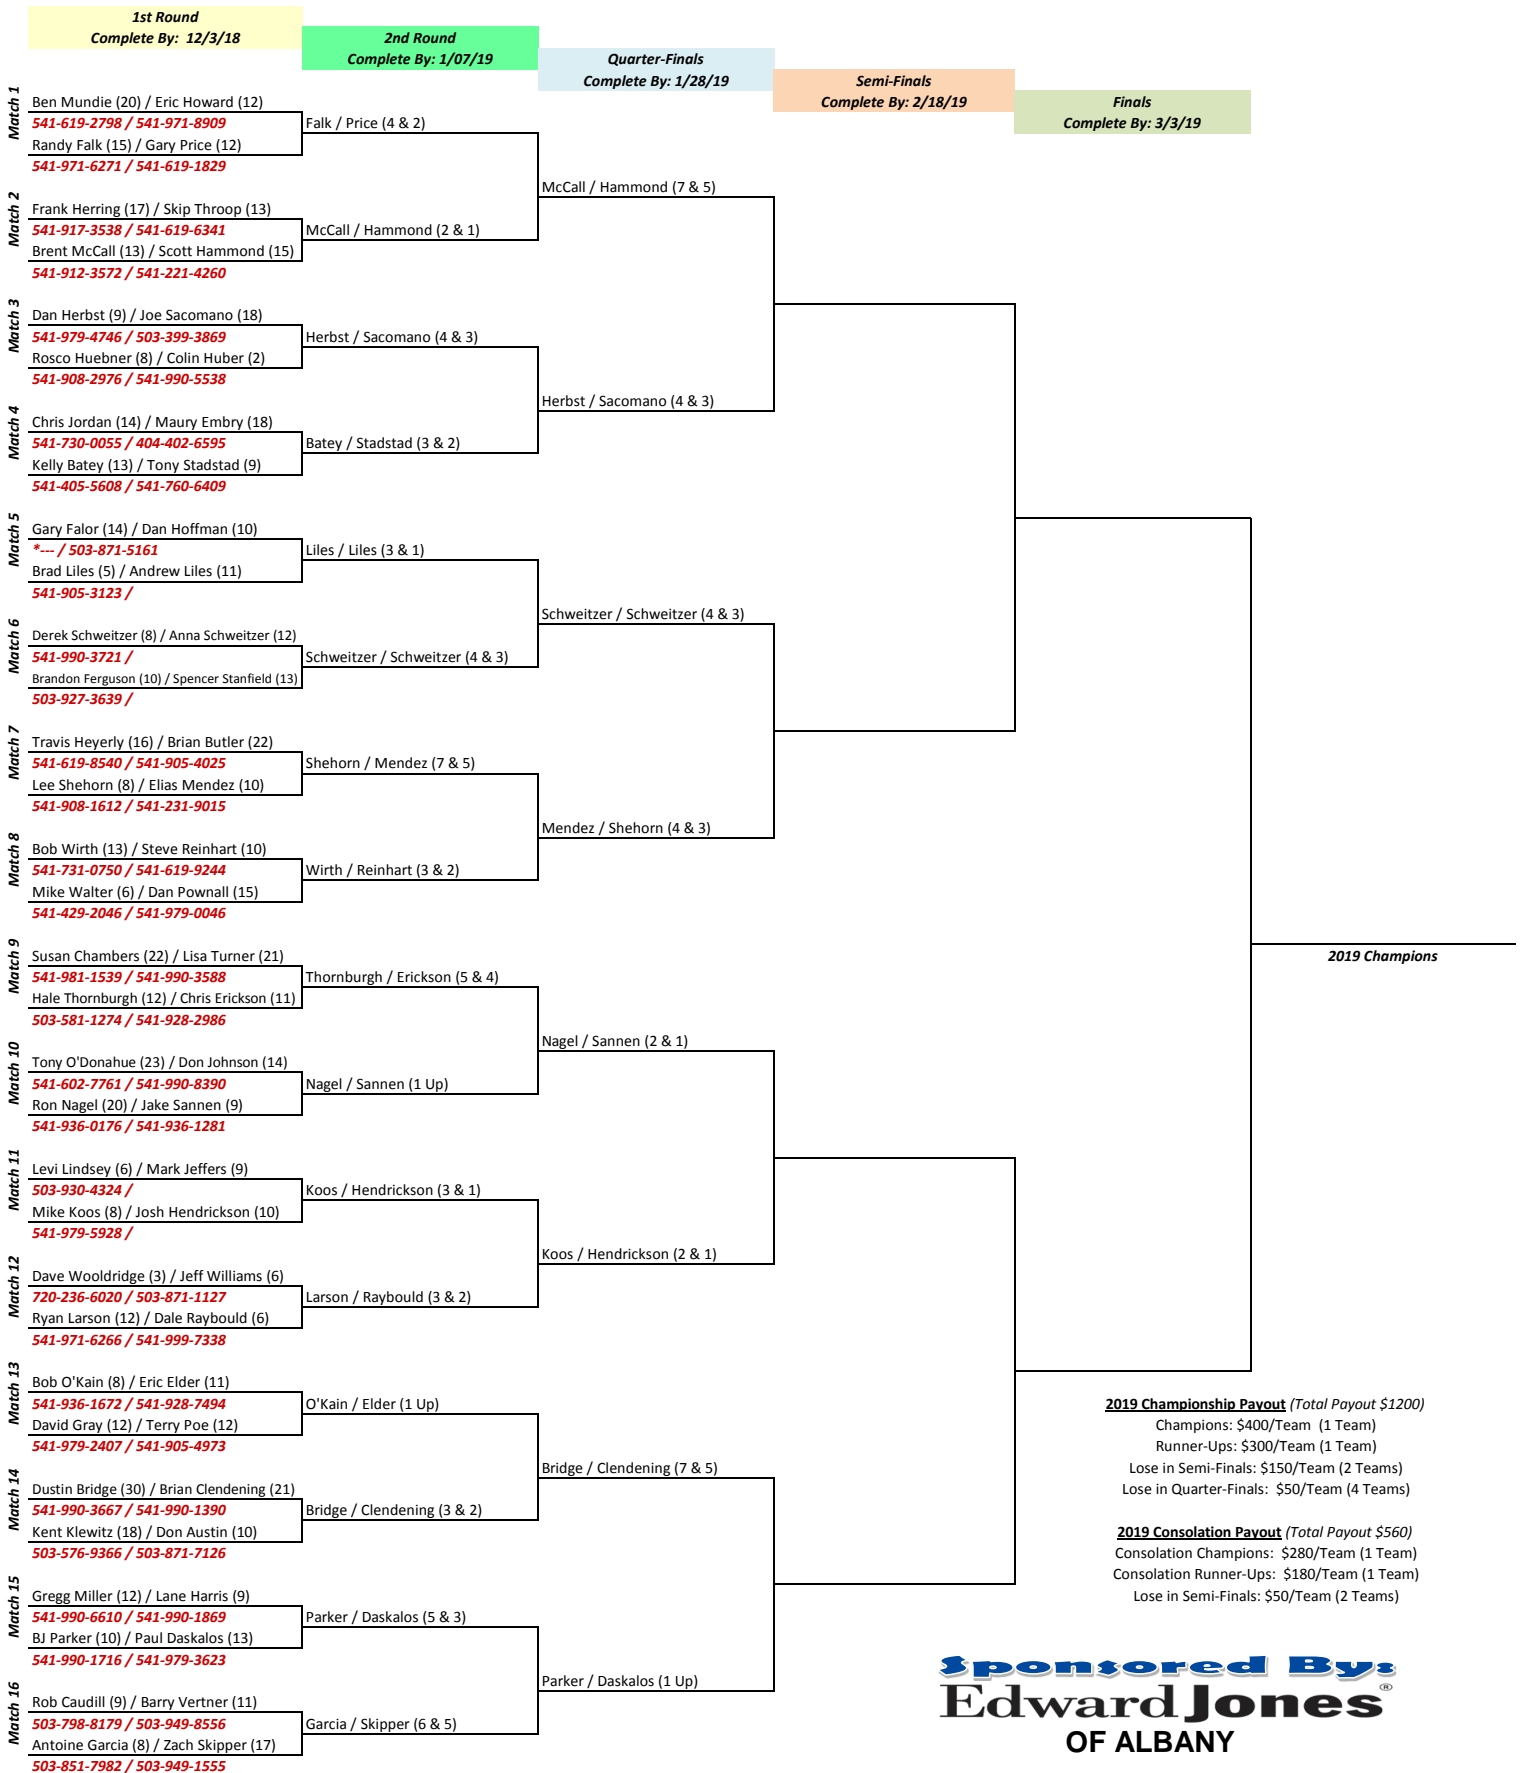 1st Round
Complete By:  12/3/18
2nd Round
Complete By: 1/07/19
Quarter-Finals
Complete By: 1/28/19
Semi-Finals
Complete By: 2/18/19
Finals
Complete By: 3/3/19
Match 1
Ben Mundie (20) / Eric Howard (12)
541-619-2798 / 541-971-8909
Randy Falk (15) / Gary Price (12)
541-971-6271 / 541-619-1829
Match 2
Frank Herring (17) / Skip Throop (13)
541-917-3538 / 541-619-6341
Brent McCall (13) / Scott Hammond (15)
541-912-3572 / 541-221-4260
Match 3
Dan Herbst (9) / Joe Sacomano (18)
541-979-4746 / 503-399-3869
Rosco Huebner (8) / Colin Huber (2)
541-908-2976 / 541-990-5538
Match 4
Chris Jordan (14) / Maury Embry (18)
541-730-0055 / 404-402-6595
Kelly Batey (13) / Tony Stadstad (9)
541-405-5608 / 541-760-6409
Match 5
Gary Falor (14) / Dan Hoffman (10)
*--- / 503-871-5161
Brad Liles (5) / Andrew Liles (11)
541-905-3123 /
Match 6
Derek Schweitzer (8) / Anna Schweitzer (12)
541-990-3721 /
Brandon Ferguson (10) / Spencer Stanfield (13)
503-927-3639 /
Match 7
Travis Heyerly (16) / Brian Butler (22)
541-619-8540 / 541-905-4025
Lee Shehorn (8) / Elias Mendez (10)
541-908-1612 / 541-231-9015
Match 8
Bob Wirth (13) / Steve Reinhart (10)
541-731-0750 / 541-619-9244
Mike Walter (6) / Dan Pownall (15)
541-429-2046 / 541-979-0046
Match 9
Susan Chambers (22) / Lisa Turner (21)
541-981-1539 / 541-990-3588
Hale Thornburgh (12) / Chris Erickson (11)
503-581-1274 / 541-928-2986
Match 10
Tony O'Donahue (23) / Don Johnson (14)
541-602-7761 / 541-990-8390
Ron Nagel (20) / Jake Sannen (9)
541-936-0176 / 541-936-1281
Match 11
Levi Lindsey (6) / Mark Jeffers (9)
503-930-4324 /
Mike Koos (8) / Josh Hendrickson (10)
541-979-5928 /
Match 12
Dave Wooldridge (3) / Jeff Williams (6)
720-236-6020 / 503-871-1127
Ryan Larson (12) / Dale Raybould (6)
541-971-6266 / 541-999-7338
Match 13
Bob O'Kain (8) / Eric Elder (11)
541-936-1672 / 541-928-7494
David Gray (12) / Terry Poe (12)
541-979-2407 / 541-905-4973
Match 14
Dustin Bridge (30) / Brian Clendening (21)
541-990-3667 / 541-990-1390
Kent Klewitz (18) / Don Austin (10)
503-576-9366 / 503-871-7126
Match 15
Gregg Miller (12) / Lane Harris (9)
541-990-6610 / 541-990-1869
BJ Parker (10) / Paul Daskalos (13)
541-990-1716 / 541-979-3623
Match 16
Rob Caudill (9) / Barry Vertner (11)
503-798-8179 / 503-949-8556
Antoine Garcia (8) / Zach Skipper (17)
503-851-7982 / 503-949-1555
Falk / Price (4 & 2)
McCall / Hammond (2 & 1)
Herbst / Sacomano (4 & 3)
Batey / Stadstad (3 & 2)
Liles / Liles (3 & 1)
Schweitzer / Schweitzer (4 & 3)
Shehorn / Mendez (7 & 5)
Wirth / Reinhart (3 & 2)
Thornburgh / Erickson (5 & 4)
Nagel / Sannen (1 Up)
Koos / Hendrickson (3 & 1)
Larson / Raybould (3 & 2)
O'Kain / Elder (1 Up)
Bridge / Clendening (3 & 2)
Parker / Daskalos (5 & 3)
Garcia / Skipper (6 & 5)
McCall / Hammond (7 & 5)
Herbst / Sacomano (4 & 3)
Schweitzer / Schweitzer (4 & 3)
Mendez / Shehorn (4 & 3)
Nagel / Sannen (2 & 1)
Koos / Hendrickson (2 & 1)
Bridge / Clendening (7 & 5)
Parker / Daskalos (1 Up)
2019 Champions
2019 Championship Payout (Total Payout $1200)
Champions: $400/Team  (1 Team)
Runner-Ups: $300/Team (1 Team)
Lose in Semi-Finals: $150/Team (2 Teams)
Lose in Quarter-Finals:  $50/Team (4 Teams)
2019 Consolation Payout (Total Payout $560)
Consolation Champions:  $280/Team (1 Team)
Consolation Runner-Ups:  $180/Team (1 Team)
Lose in Semi-Finals: $50/Team (2 Teams)
Sponsored By:
Edward Jones®
OF ALBANY